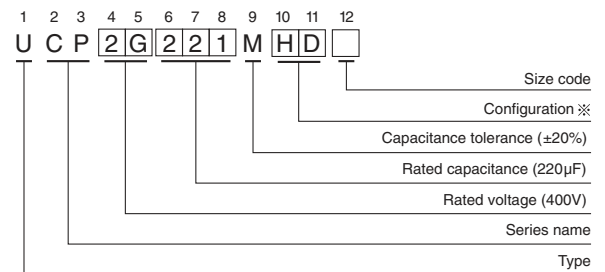 1 2 3 4 5 6 7 8 9 10 11 12
U C P 2 G 2 2 1 M H D
Size code
Configuration ※
Capacitance tolerance (±20%)
Rated capacitance (220µF)
Rated voltage (400V)
Series name
Type